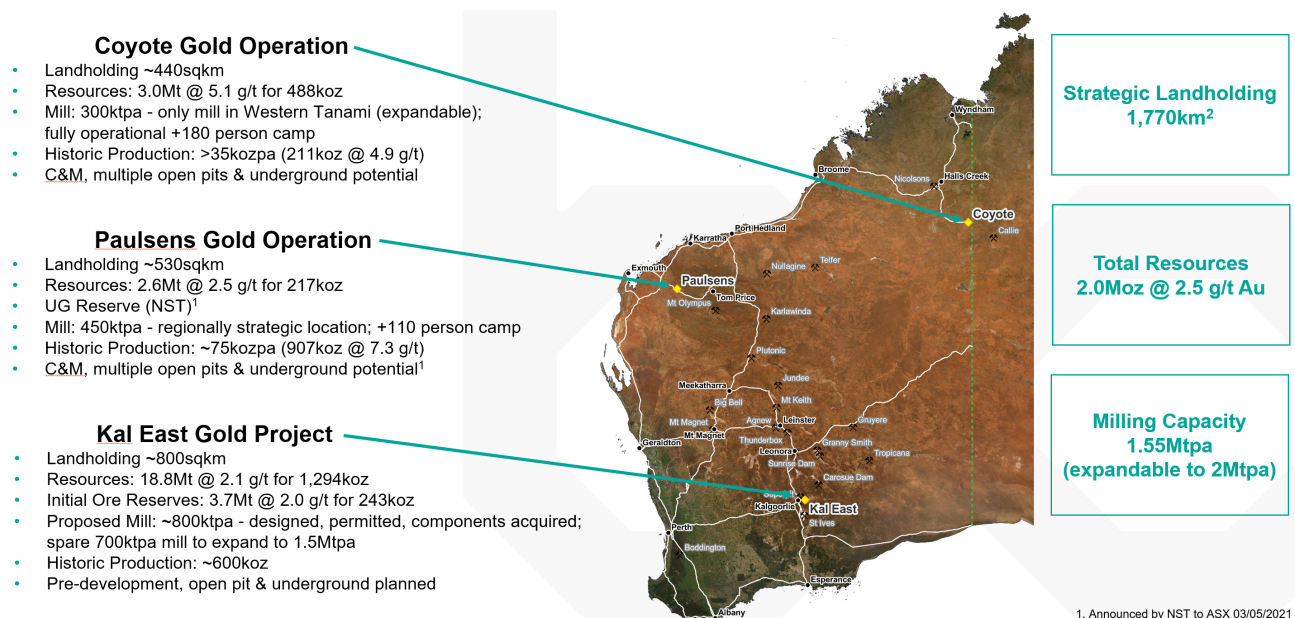 Coyote Gold Operation
• Landholding ~440sqkm
• Resources: 3.0Mt @ 5.1 g/t for 488koz
• Mill: 300ktpa - only mill in Western Tanami (expandable);
fully operational +180 person camp
• Historic Production: >35kozpa (211koz @ 4.9 g/t)
• C&M, multiple open pits & underground potential
Paulsens Gold Operation
• Landholding ~530sqkm
• Resources: 2.6Mt @ 2.5 g/t for 217koz
• UG Reserve (NST)¹
• Mill: 450ktpa - regionally strategic location; +110 person camp
• Historic Production: ~75kozpa (907koz @ 7.3 g/t)
• C&M, multiple open pits & underground potential¹
Kal East Gold Project
• Landholding ~800sqkm
• Resources: 18.8Mt @ 2.1 g/t for 1,294koz
• Initial Ore Reserves: 3.7Mt @ 2.0 g/t for 243koz
• Proposed Mill: ~800ktpa - designed, permitted, components acquired;
spare 700ktpa mill to expand to 1.5Mtpa
• Historic Production: ~600koz
• Pre-development, open pit & underground planned
Wyndham
Broome
Nicolsons
Halls Creek
Coyote
Callie
Port Hedland
Karratha
Exmouth
Nullagine
Telfer
Paulsens
Tom Price
Mt Olympus
Karlawinda
Plutonic
Meekatharra
Jundee
Big Bell
Mt Keith
Mt Magnet
Mt Magnet
Agnew
Leinster
Gruyere
Geraldton
Thunderbox
Granny Smith
Leonora
Tropicana
Sunrise Dam
Carosue Dam
Kalgoorlie
Kal East
St Ives
Perth
Boddington
Esperance
Albany
Strategic Landholding
1,770km²
Total Resources
2.0Moz @ 2.5 g/t Au
Milling Capacity
1.55Mtpa
(expandable to 2Mtpa)
1. Announced by NST to ASX 03/05/2021